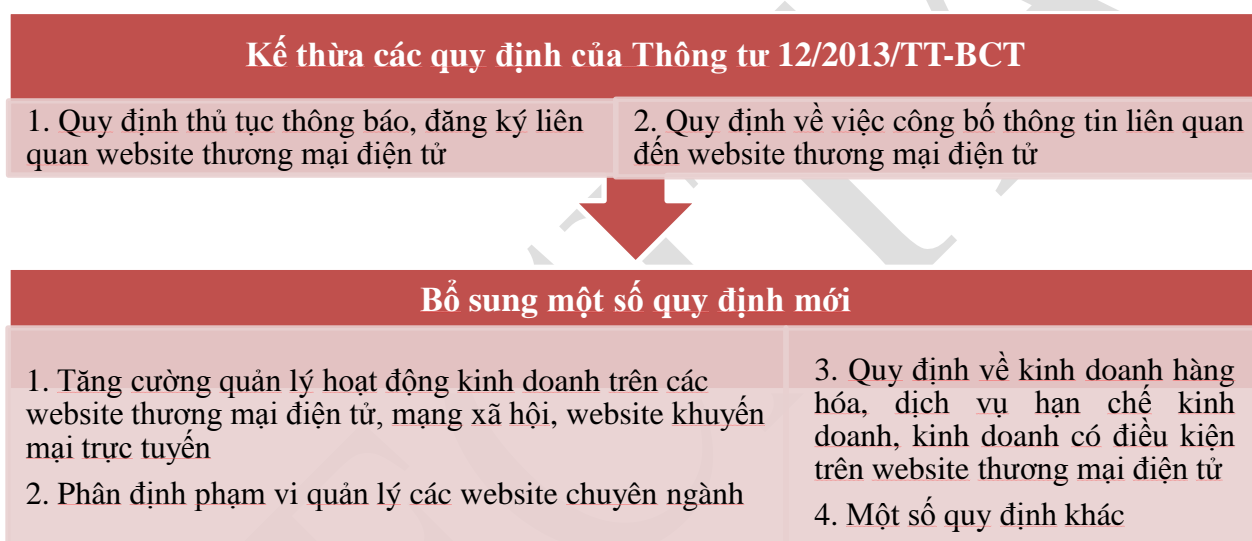 Kế thừa các quy định của Thông tư 12/2013/TT-BCT
1. Quy định thủ tục thông báo, đăng ký liên
quan website thương mại điện tử
2. Quy định về việc công bố thông tin liên quan
đến website thương mại điện tử
Bổ sung một số quy định mới
1. Tăng cường quản lý hoạt động kinh doanh trên các
website thương mại điện tử, mạng xã hội, website khuyến
mại trực tuyến
2. Phân định phạm vi quản lý các website chuyên ngành
3. Quy định về kinh doanh hàng
hóa, dịch vụ hạn chế kinh
doanh, kinh doanh có điều kiện
trên website thương mại điện tử
4. Một số quy định khác